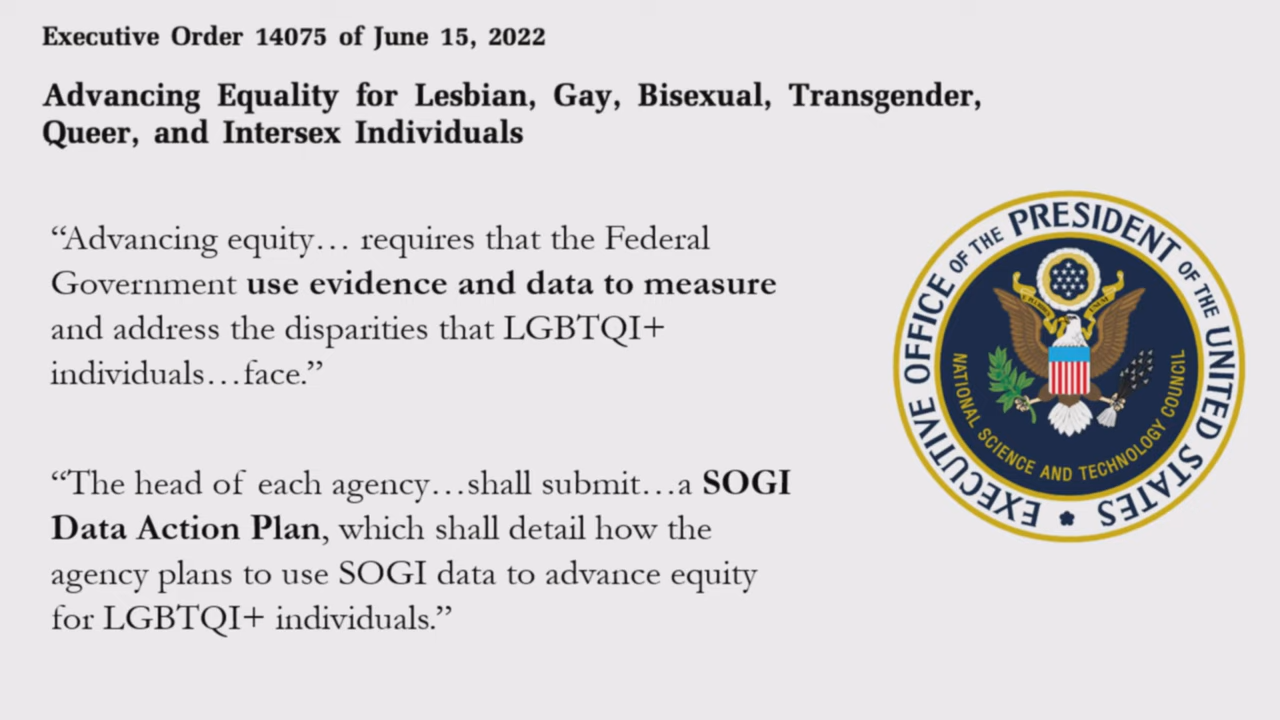 Executive Order 14075 of June 15, 2022
Advancing Equality for Lesbian, Gay, Bisexual, Transgender,
Queer, and Intersex Individuals
“Advancing equity… requires that the Federal
Government use evidence and data to measure
and address the disparities that LGBTQI+
individuals…face.”
“The head of each agency…shall submit…a SOGI
Data Action Plan, which shall detail how the
agency plans to use SOGI data to advance equity
for LGBTQI+ individuals.”
EXECUTIVE OFFICE OF THE PRESIDENT OF THE UNITED STATES
NATIONAL SCIENCE AND TECHNOLOGY COUNCIL